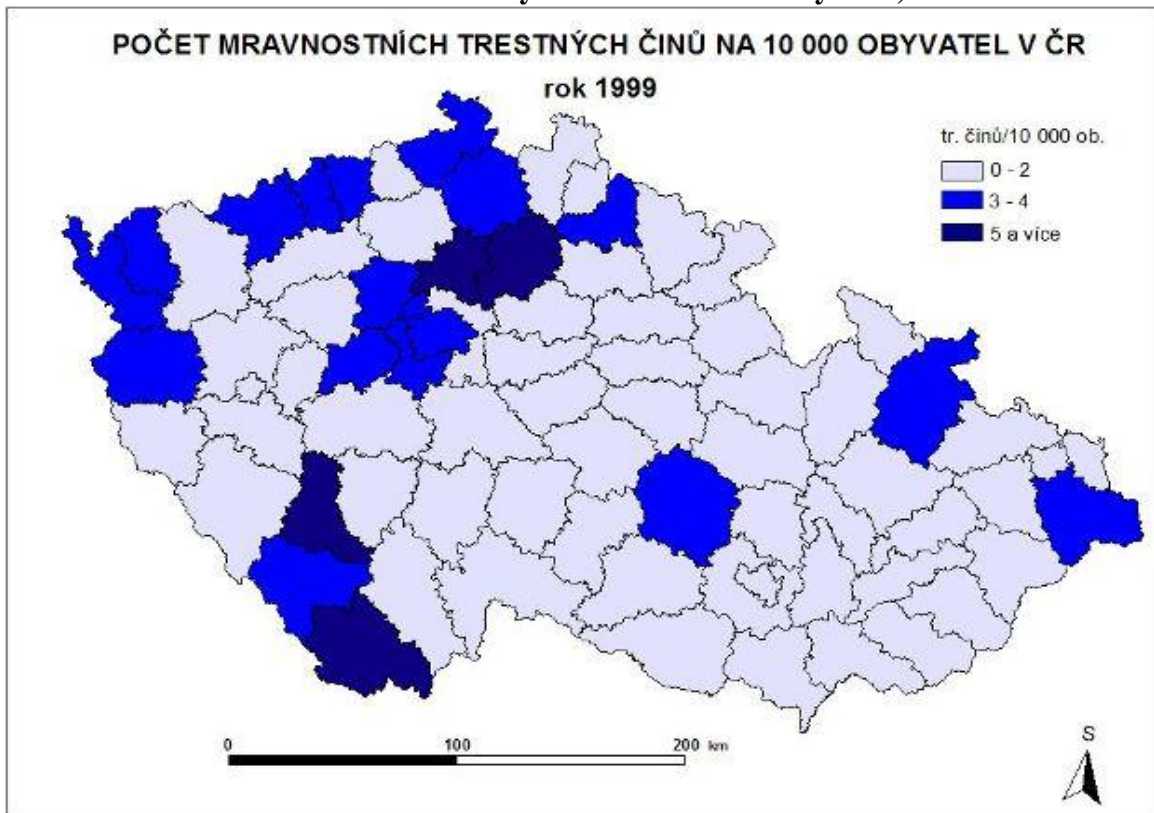 POČET MRAVNOSTNÍCH TRESTNÝCH ČINŮ NA 10 000 OBYVATEL V ČR
rok 1999
tr. činů/10 000 ob.
0 - 2
3 - 4
5 a více
0 100 200 km
S